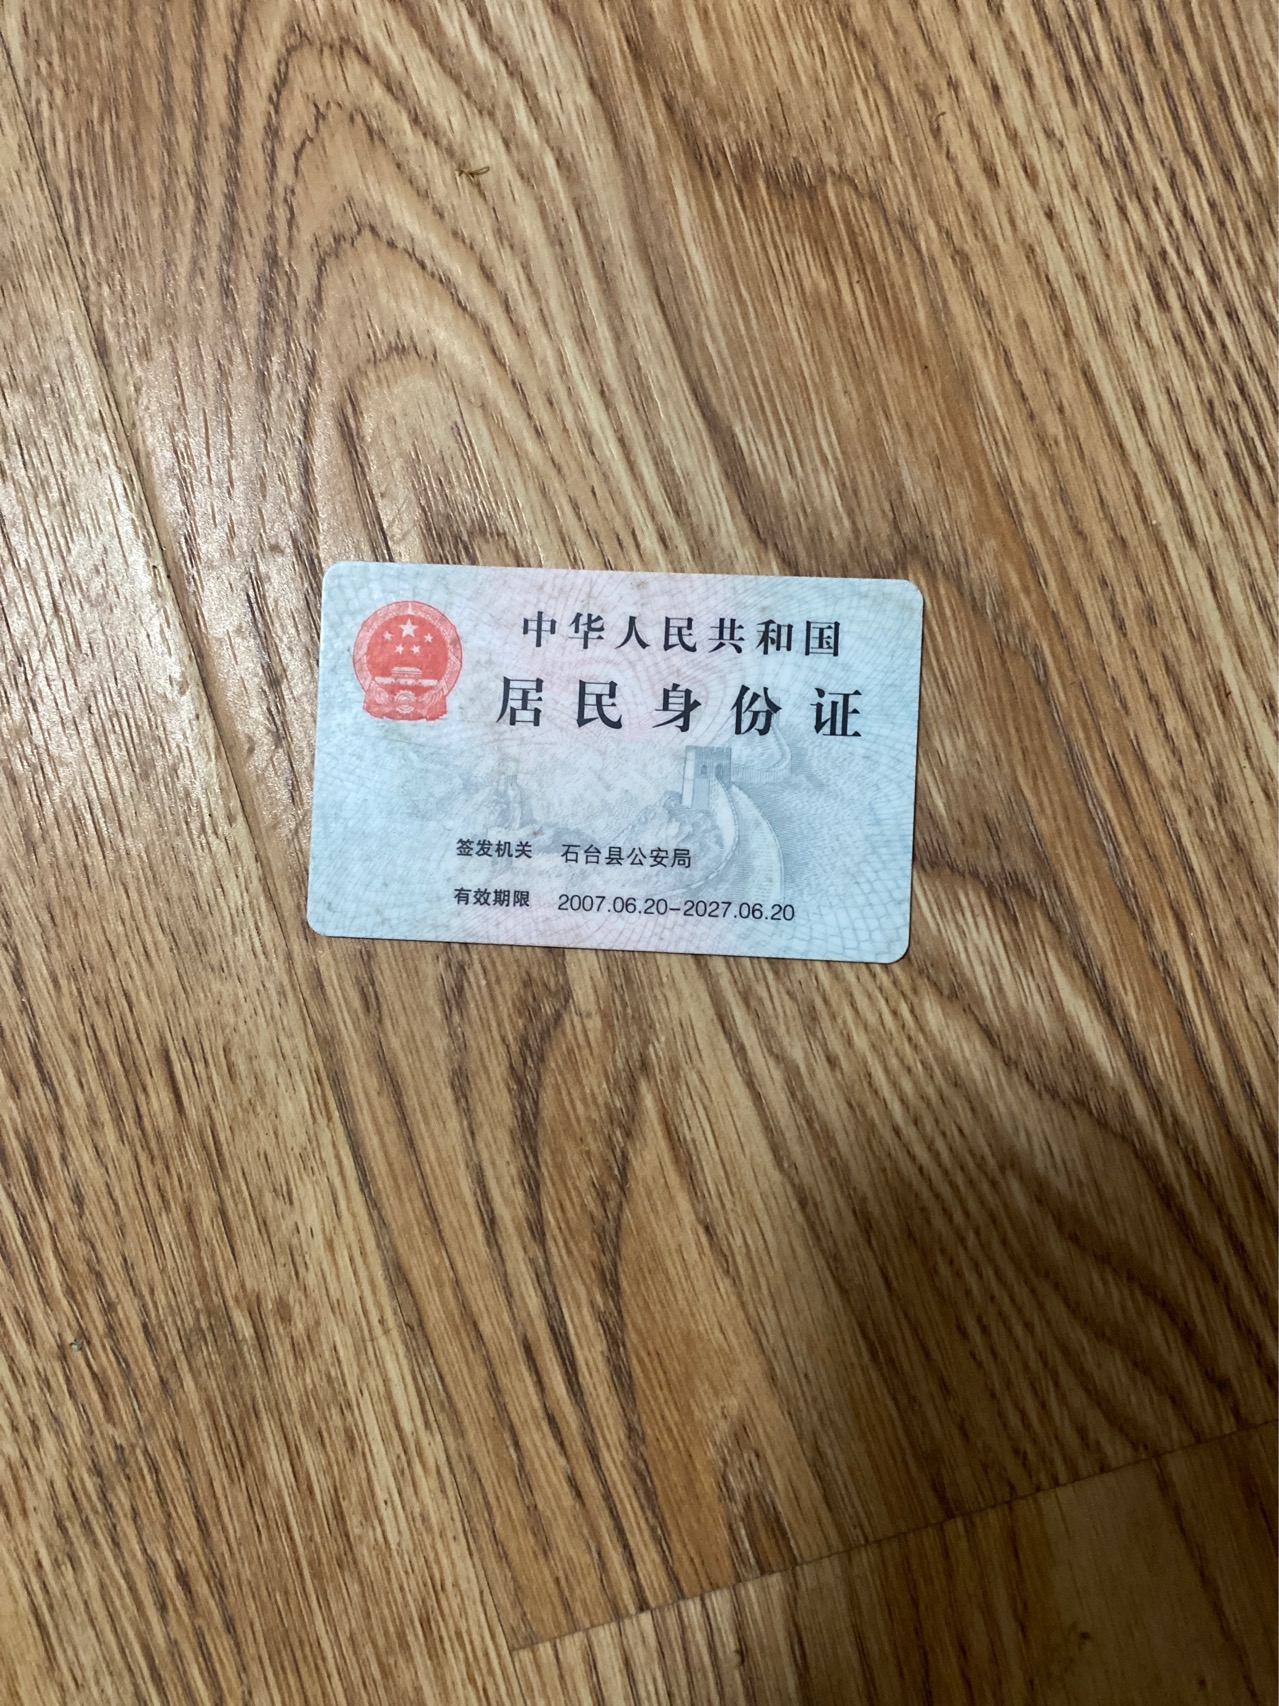 中华人民共和国
居民身份证
签发机关 石台县公安局
有效期限 2007.06.20-2027.06.20